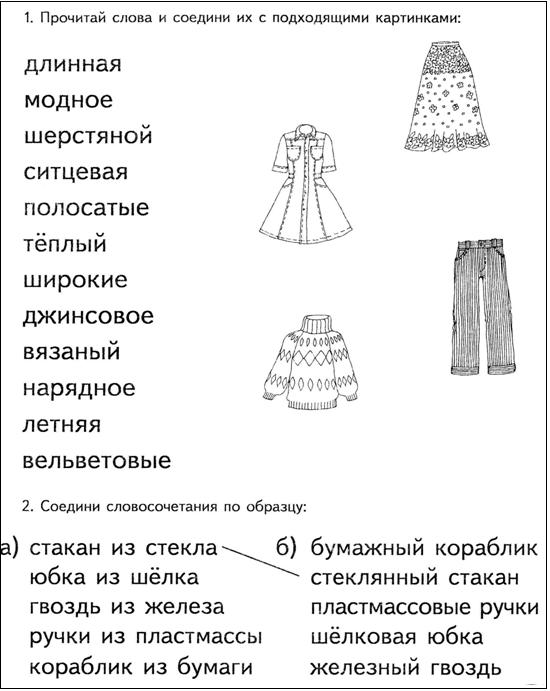 1. Прочитай слова и соедини их с подходящими картинками:
длинная
модное
шерстяной
ситцевая
полосатые
тёплый
широкие
джинсовое
вязаный
нарядное
летняя
вельветовые
2. Соедини словосочетания по образцу:
а) стакан из стекла б) бумажный кораблик
юбка из шёлка стеклянный стакан
гвоздь из железа пластмассовые ручки
ручки из пластмассы шёлковая юбка
кораблик из бумаги железный гвоздь